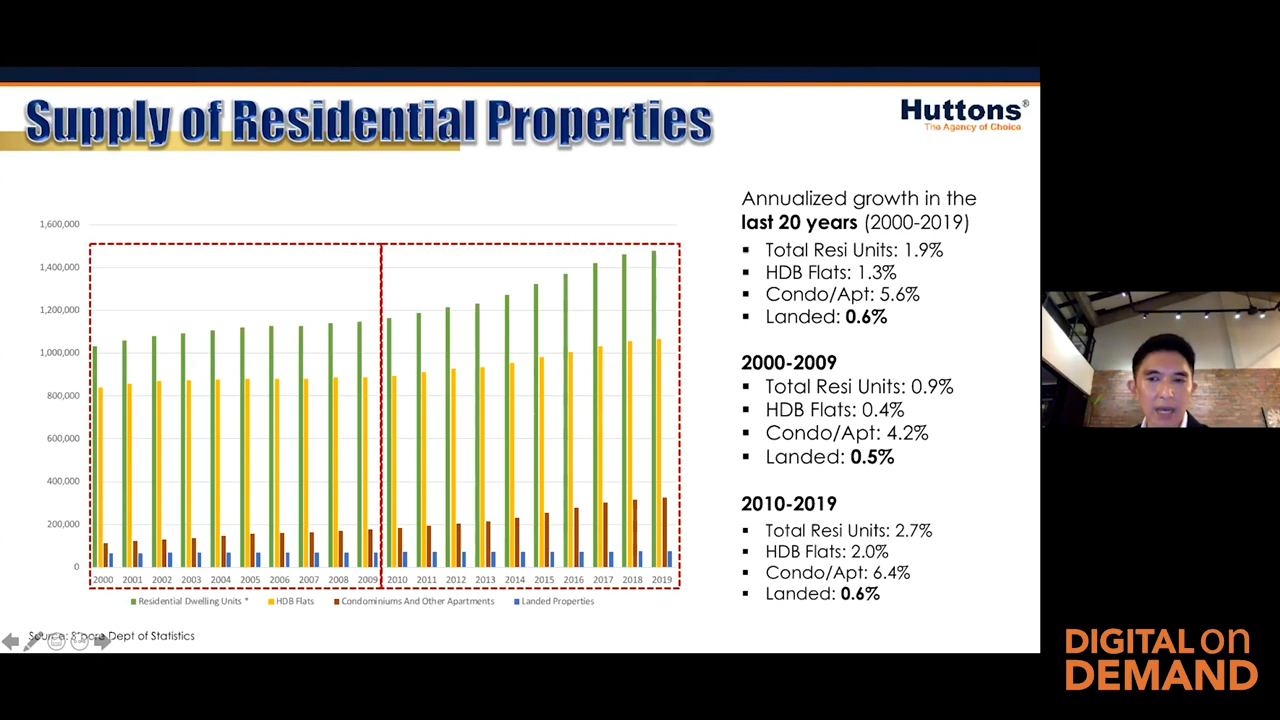 Supply of Residential Properties
Huttons®
The Agency of Choice
1,600,000
1,400,000
1,200,000
1,000,000
800,000
600,000
400,000
200,000
0
2000 2001 2002 2003 2004 2005 2006 2007 2008 2009 2010 2011 2012 2013 2014 2015 2016 2017 2018 2019
Residential Dwelling Units * HDB Flats Condominiums And Other Apartments Landed Properties
Dept of Statistics
Annualized growth in the
last 20 years (2000-2019)
▪ Total Resi Units: 1.9%
▪ HDB Flats: 1.3%
▪ Condo/Apt: 5.6%
▪ Landed: 0.6%
2000-2009
▪ Total Resi Units: 0.9%
▪ HDB Flats: 0.4%
▪ Condo/Apt: 4.2%
▪ Landed: 0.5%
2010-2019
▪ Total Resi Units: 2.7%
▪ HDB Flats: 2.0%
▪ Condo/Apt: 6.4%
▪ Landed: 0.6%
DIGITAL on
DEMAND